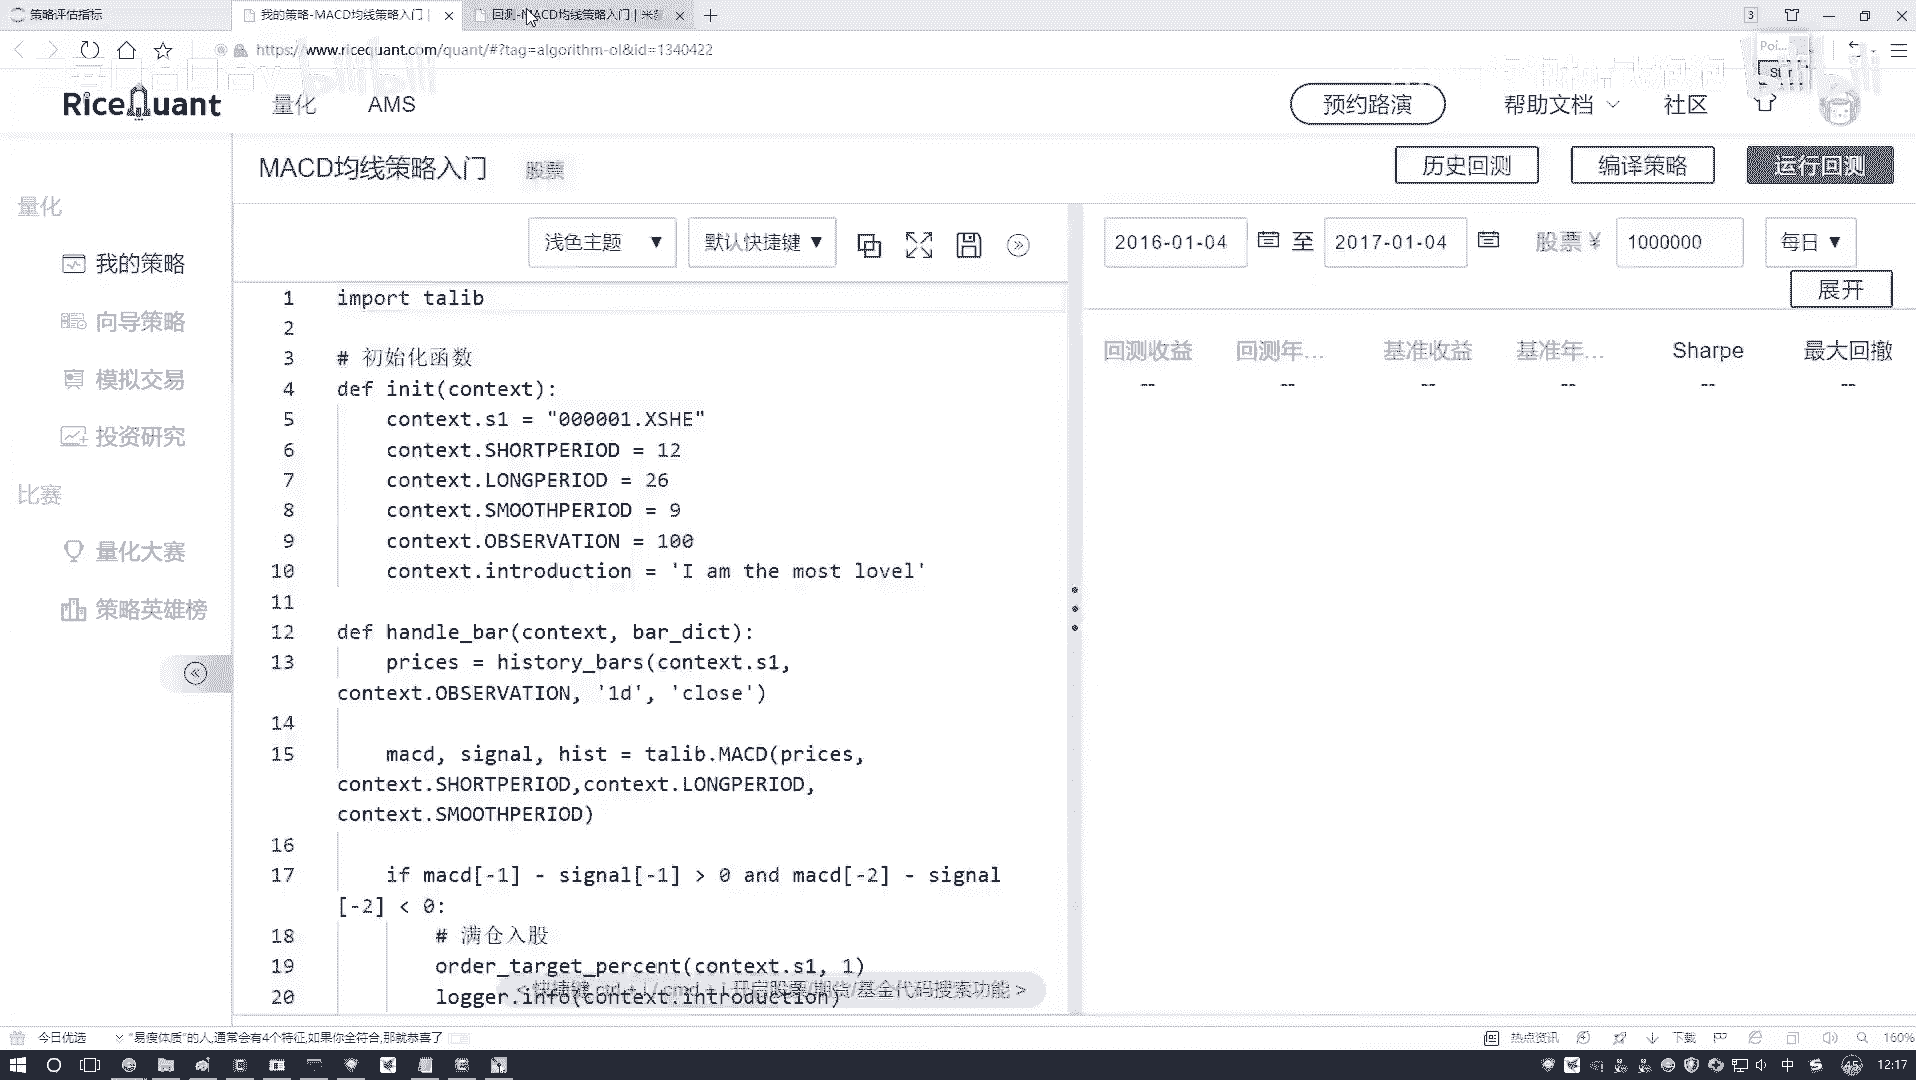 策略评估指标
我的策略-MACD均线策略入门 |
回测-MACD均线策略入门 | 米
3
https://www.ricequant.com/quant/#?tag=algorithm-ol&id=1340422
Poi...
bilibili
RiceQuant
量化
AMS
预约路演
帮助文档
社区
MACD均线策略入门
股票
历史回测
编译策略
运行回测
量化
我的策略
向导策略
模拟交易
投资研究
比赛
量化大赛
策略英雄榜
浅色主题 ▼
默认快捷键 ▼
2016-01-04
至
2017-01-04
股票 ¥
1000000
每日 ▼
展开
回测收益
回测年...
基准收益
基准年...
Sharpe
最大回撤
--
--
--
--
--
--
1 import talib
2
3 # 初始化函数
4 def init(context):
5 context.s1 = "000001.XSHE"
6 context.SHORTPERIOD = 12
7 context.LONGPERIOD = 26
8 context.SMOOTHPERIOD = 9
9 context.OBSERVATION = 100
10 context.introduction = 'I am the most lovel'
11
12 def handle_bar(context, bar_dict):
13 prices = history_bars(context.s1,
context.OBSERVATION, '1d', 'close')
14
15 macd, signal, hist = talib.MACD(prices,
context.SHORTPERIOD,context.LONGPERIOD,
context.SMOOTHPERIOD)
16
17 if macd[-1] - signal[-1] > 0 and macd[-2] - signal
[-2] < 0:
18 # 满仓入股
19 order_target_percent(context.s1, 1)
20 logger.info(context.introduction)
开启股票/期货/基金代码搜索功能 >
今日优选
"易瘦体质"的人,通常会有4个特征,如果你全符合,那就恭喜了
热点资讯
下载
160%
中
45
12:17